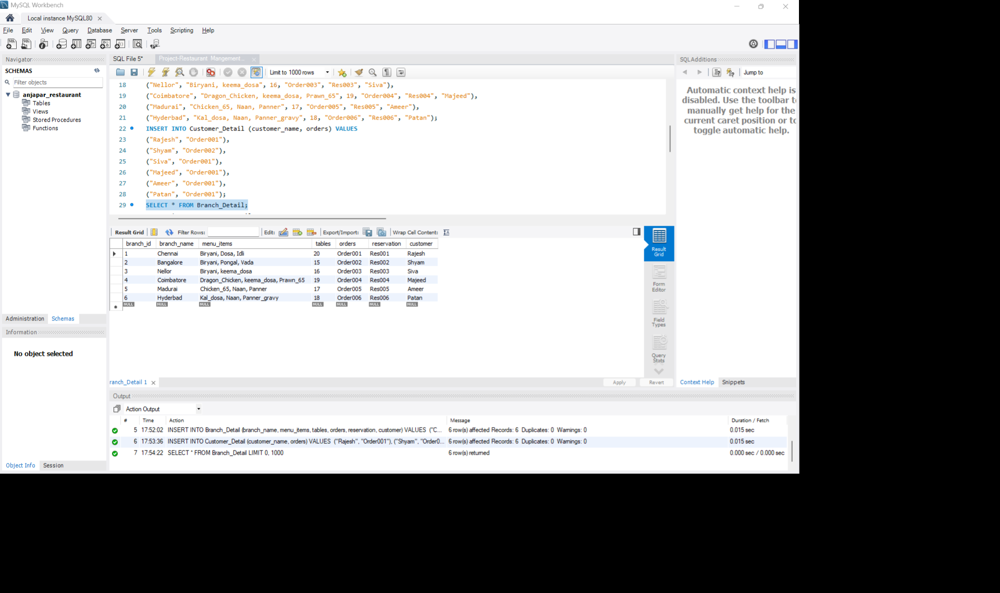 MySQL Workbench
Local instance MySQL80
File Edit View Query Database Server Tools Scripting Help
Navigator
SCHEMAS
Filter objects
anjapar_restaurant
Tables
Views
Stored Procedures
Functions
Administration Schemas
Information
No object selected
Object Info Session
SQL File 5* Project-Restaurant Mangement...
Limit to 1000 rows
18 ("Nellor", "Biryani, keema_dosa", 16, "Order003", "Res003", "Siva"),
19 ("Coimbatore", "Dragon_Chicken, keema_dosa, Prawn_65", 19, "Order004", "Res004", "Majeed"),
20 ("Madurai", "Chicken_65, Naan, Panner", 17, "Order005", "Res005", "Ameer"),
21 ("Hyderbad", "Kal_dosa, Naan, Panner_gravy", 18, "Order006", "Res006", "Patan");
22 INSERT INTO Customer_Detail (customer_name, orders) VALUES
23 ("Rajesh", "Order001"),
24 ("Shyam", "Order002"),
25 ("Siva", "Order001"),
26 ("Majeed", "Order001"),
27 ("Ameer", "Order001"),
28 ("Patan", "Order001");
29 SELECT * FROM Branch_Detail;
Result Grid Filter Rows: Edit: Export/Import: Wrap Cell Content:
branch_id branch_name menu_items tables orders reservation customer
1 Chennai Biryani, Dosa, Idli 20 Order001 Res001 Rajesh
2 Bangalore Biryani, Pongal, Vada 15 Order002 Res002 Shyam
3 Nellor Biryani, keema_dosa 16 Order003 Res003 Siva
4 Coimbatore Dragon_Chicken, keema_dosa, Prawn_65 19 Order004 Res004 Majeed
5 Madurai Chicken_65, Naan, Panner 17 Order005 Res005 Ameer
6 Hyderbad Kal_dosa, Naan, Panner_gravy 18 Order006 Res006 Patan
NULL NULL NULL NULL NULL NULL NULL
Result
Grid
Form
Editor
Field
Types
Query
Stats
ranch_Detail 1 Apply Revert
SQLAdditions
Jump to
Automatic context help is
disabled. Use the toolbar t
manually get help for the
current caret position or to
toggle automatic help.
Context Help Snippets
Output
Action Output
# Time Action Message Duration / Fetch
5 17:52:02 INSERT INTO Branch_Detail (branch_name, menu_items, tables, orders, reservation, customer) VALUES ("C... 6 row(s) affected Records: 6 Duplicates: 0 Warnings: 0 0.015 sec
6 17:53:36 INSERT INTO Customer_Detail (customer_name, orders) VALUES ("Rajesh", "Order001"), ("Shyam", "Order0... 6 row(s) affected Records: 6 Duplicates: 0 Warnings: 0 0.015 sec
7 17:54:22 SELECT * FROM Branch_Detail LIMIT 0, 1000 6 row(s) returned 0.000 sec / 0.000 sec